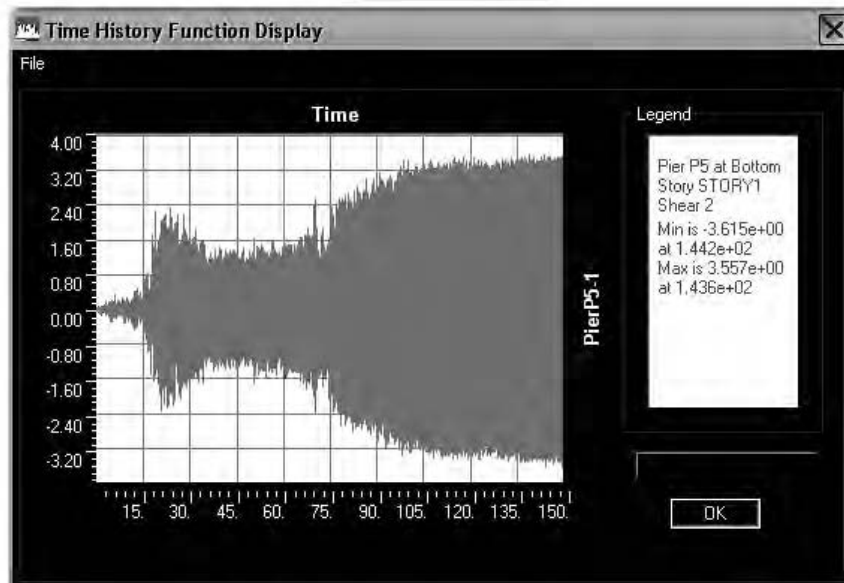 Time History Function Display
File
Time
4.00
3.20
2.40
1.60
0.80
0.00
-0.80
-1.60
-2.40
-3.20
15.
30.
45.
60.
75.
90.
105.
120.
135.
150.
PierP5-1
Legend
Pier P5 at Bottom
Story STORY1
Shear 2
Min is -3.615e+00
at 1.442e+02
Max is 3.557e+00
at 1.436e+02
OK